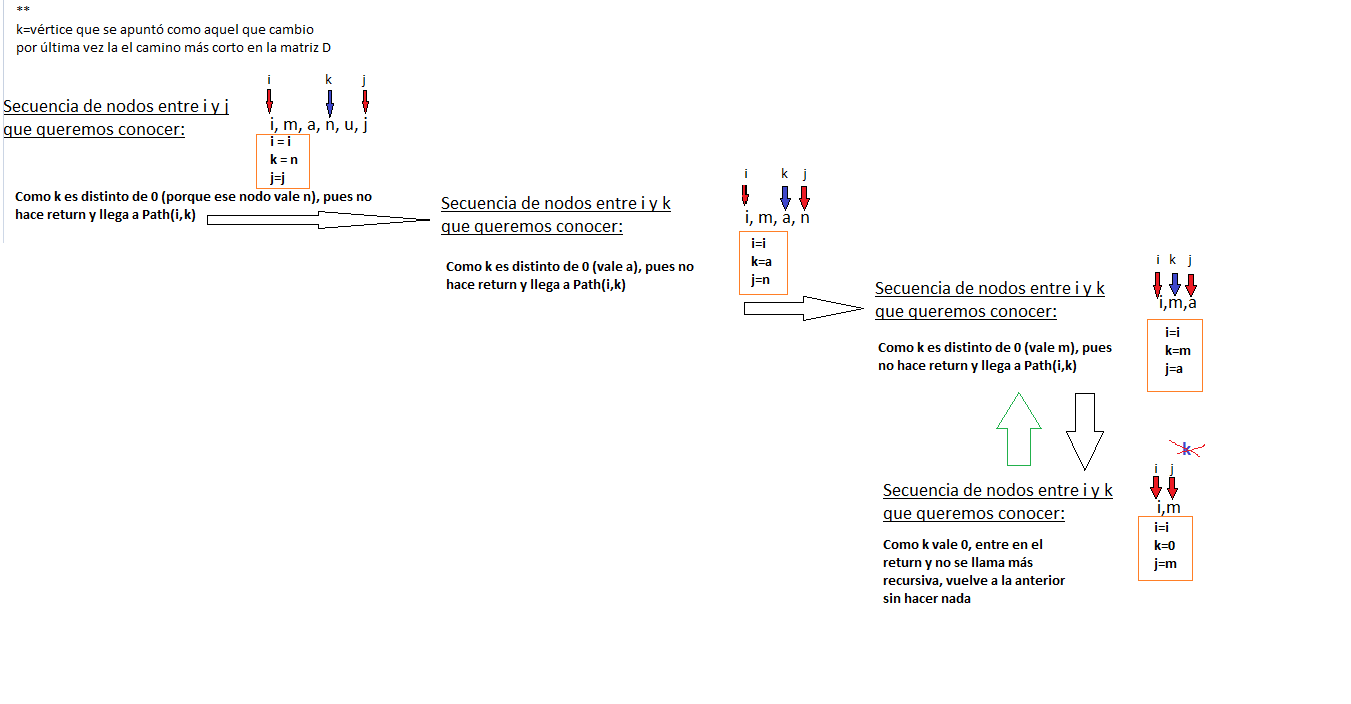 **
k=vértice que se apuntó como aquel que cambio
por última vez la el camino más corto en la matriz D
i k j
Secuencia de nodos entre i y j
que queremos conocer:
i, m, a, n, u, j
i = i
k = n
j=j
Como k es distinto de 0 (porque ese nodo vale n), pues no
hace return y llega a Path(i,k)
i k j
Secuencia de nodos entre i y k
que queremos conocer:
i, m, a, n
i=i
k=a
j=n
Como k es distinto de 0 (vale a), pues no
hace return y llega a Path(i,k)
i k j
Secuencia de nodos entre i y k
que queremos conocer:
i,m,a
i=i
k=m
j=a
Como k es distinto de 0 (vale m), pues
no hace return y llega a Path(i,k)
k
i j
Secuencia de nodos entre i y k
que queremos conocer:
i,m
i=i
k=0
j=m
Como k vale 0, entre en el
return y no se llama más
recursiva, vuelve a la anterior
sin hacer nada